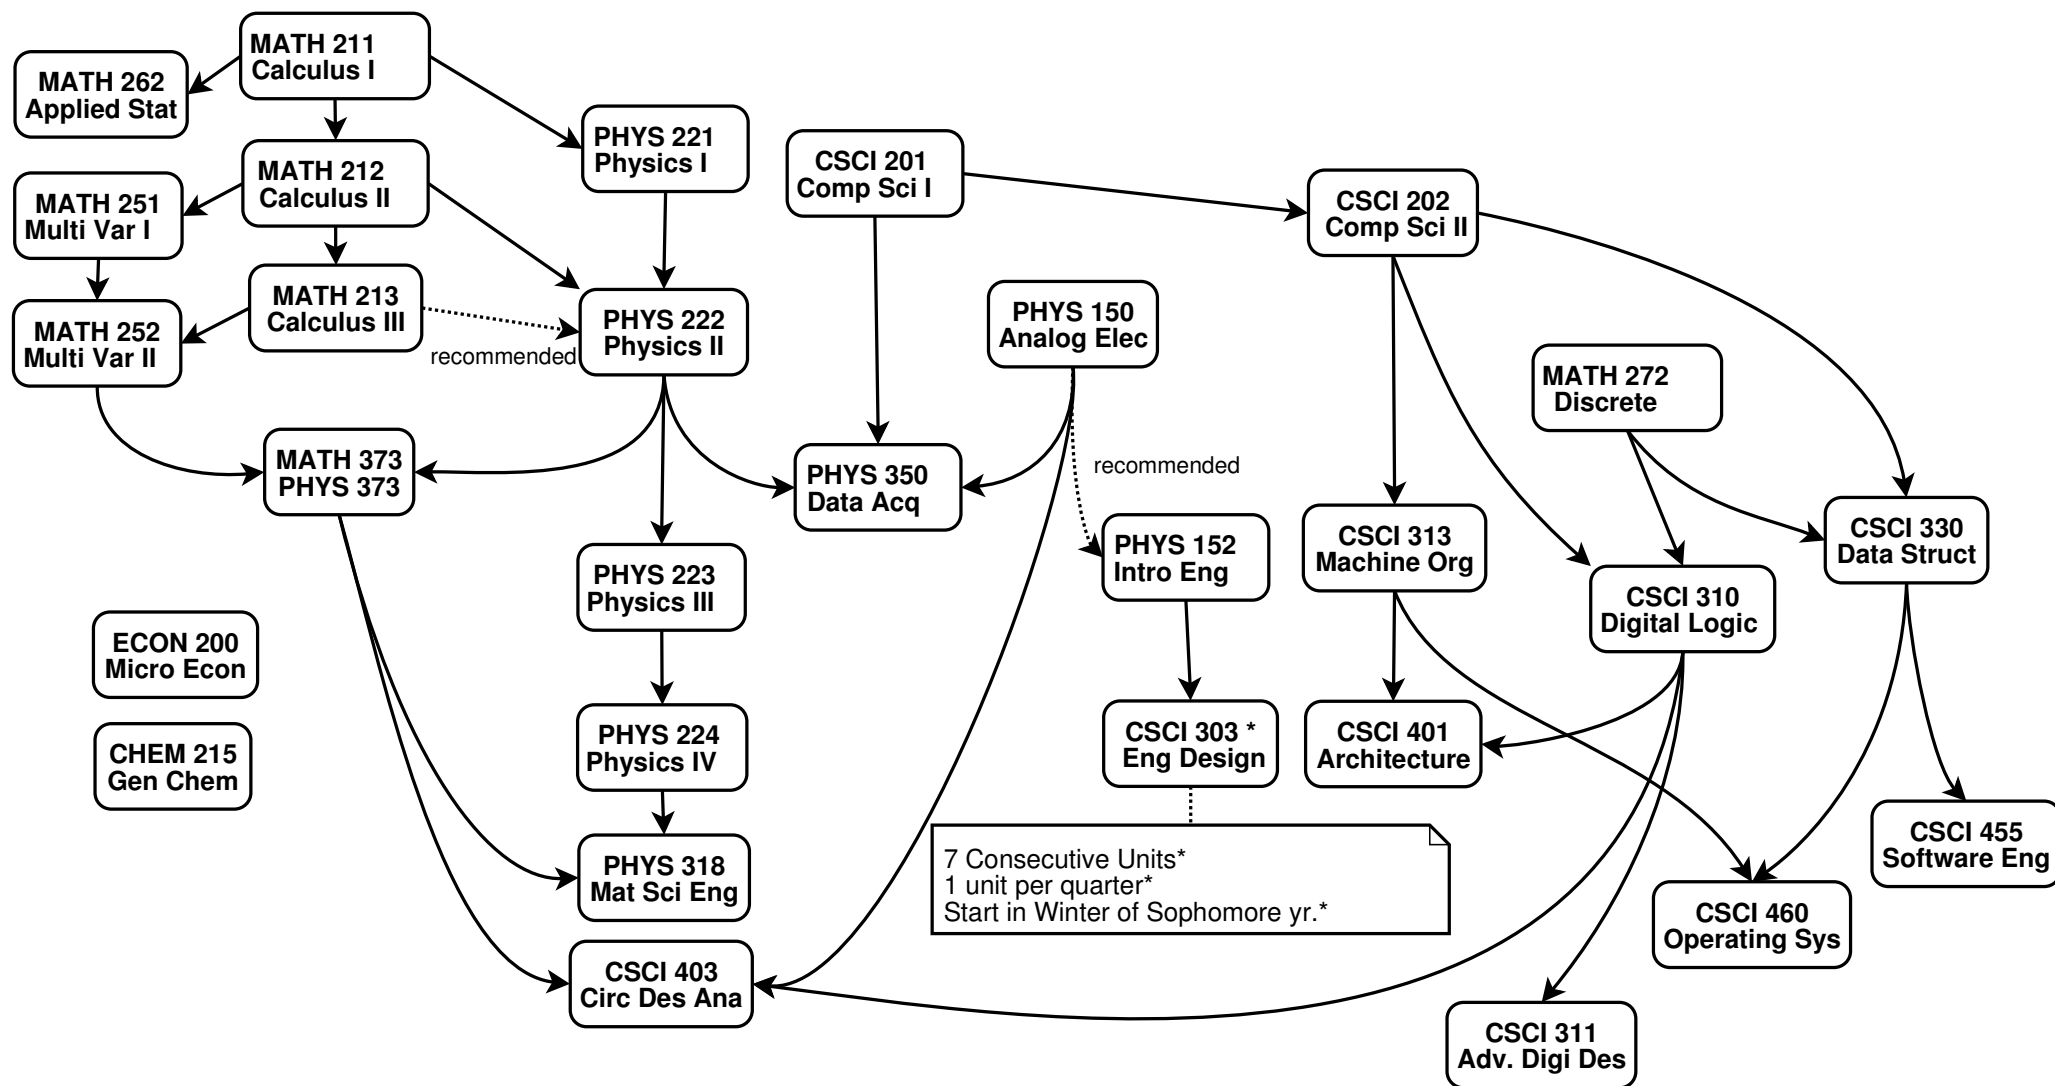 MATH 211
Calculus I
MATH 262
Applied Stat
PHYS 221
Physics I
CSCI 201
Comp Sci I
MATH 212
Calculus II
MATH 251
Multi Var I
CSCI 202
Comp Sci II
MATH 213
Calculus III
PHYS 150
Analog Elec
PHYS 222
Physics II
MATH 252
Multi Var II
recommended
MATH 272
Discrete
MATH 373
PHYS 373
PHYS 350
Data Acq
recommended
CSCI 330
Data Struct
CSCI 313
Machine Org
PHYS 152
Intro Eng
PHYS 223
Physics III
CSCI 310
Digital Logic
ECON 200
Micro Econ
PHYS 224
Physics IV
CSCI 303 *
Eng Design
CSCI 401
Architecture
CHEM 215
Gen Chem
CSCI 455
Software Eng
PHYS 318
Mat Sci Eng
7 Consecutive Units*
1 unit per quarter*
Start in Winter of Sophomore yr.*
CSCI 460
Operating Sys
CSCI 403
Circ Des Ana
CSCI 311
Adv. Digi Des